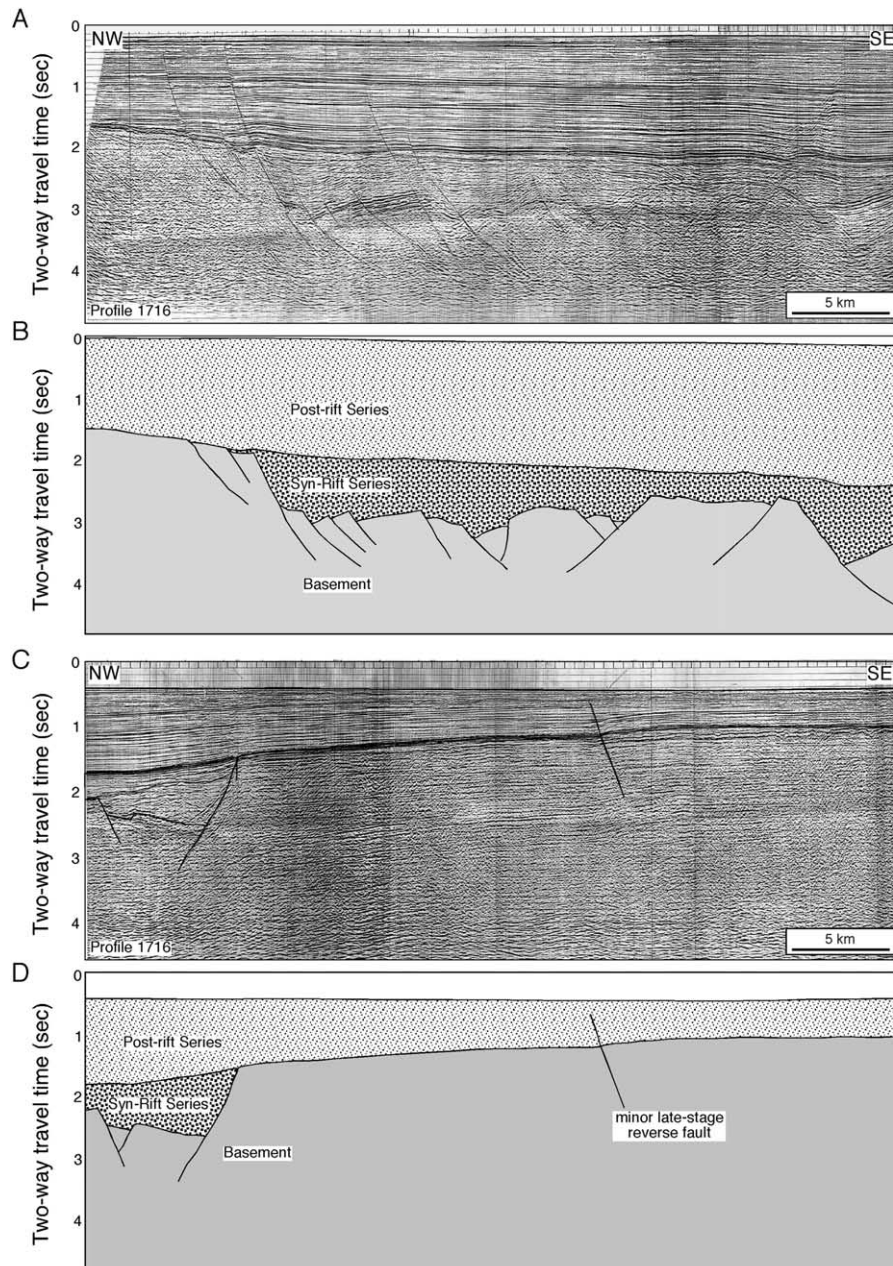 A
NW
SE
0
1
2
3
4
Two-way travel time (sec)
Profile 1716
5 km
B
0
1
2
3
4
Two-way travel time (sec)
Post-rift Series
Syn-Rift Series
Basement
C
NW
SE
0
1
2
3
4
Two-way travel time (sec)
Profile 1716
5 km
D
0
1
2
3
4
Two-way travel time (sec)
Post-rift Series
Syn-Rift Series
Basement
minor late-stage
reverse fault